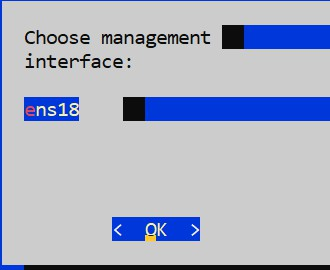 Choose management
interface:
ens18
< OK >